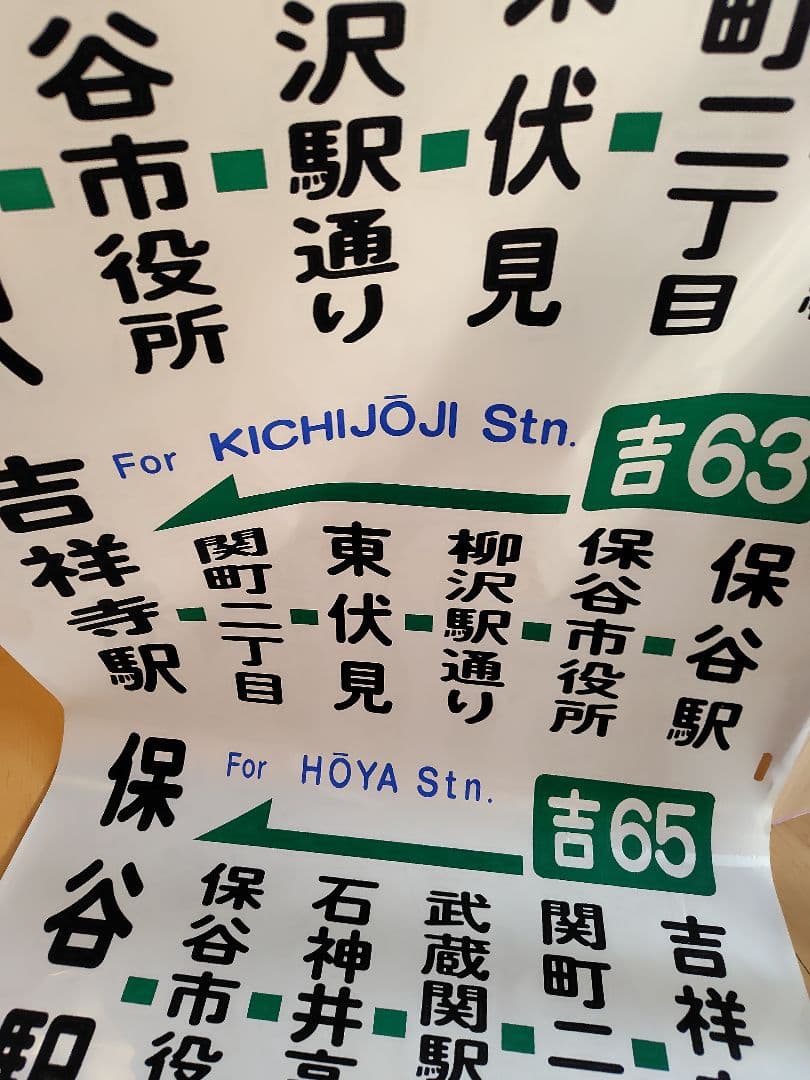 町二丁目
伏見
沢駅通り
谷市役所
For KICHIJŌJI Stn.
吉63
保谷駅
保谷市役所
柳沢駅通り
東伏見
関町二丁目
吉祥寺駅
For HŌYA Stn.
吉65
吉祥
関町二
武蔵関駅
石神井
保谷市役
保谷駅